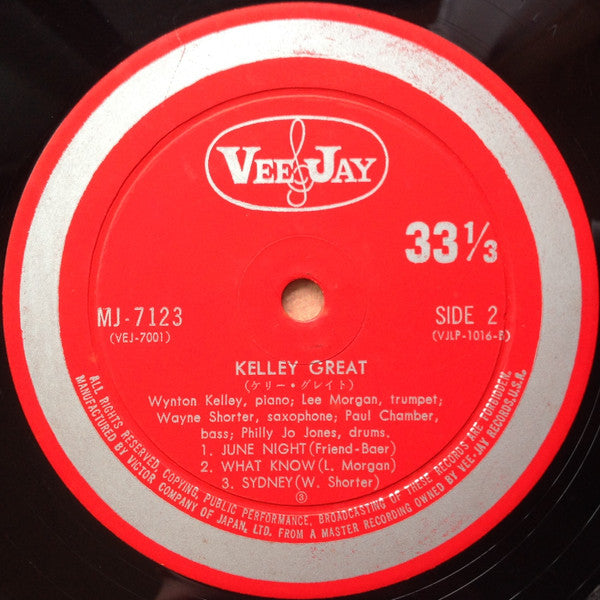 VEE JAY
33 1/3
MJ-7123
(VEJ-7001)
SIDE 2
(VJLP-1016-B)
KELLEY GREAT
(ケリー・グレイト)
Wynton Kelley, piano; Lee Morgan, trumpet;
Wayne Shorter, saxophone; Paul Chamber,
bass; Philly Jo Jones, drums.
1. JUNE NIGHT (Friend-Baer)
2. WHAT KNOW (L. Morgan)
3. SYDNEY (W. Shorter)
③
ALL RIGHTS RESERVED, COPYING, PUBLIC PERFORMANCE, BROADCASTING OF THESE RECORDS ARE FORBIDDEN.
MANUFACTURED BY VICTOR COMPANY OF JAPAN, LTD. FROM A MASTER RECORDING OWNED BY VEE-JAY RECORDS, U.S.A.